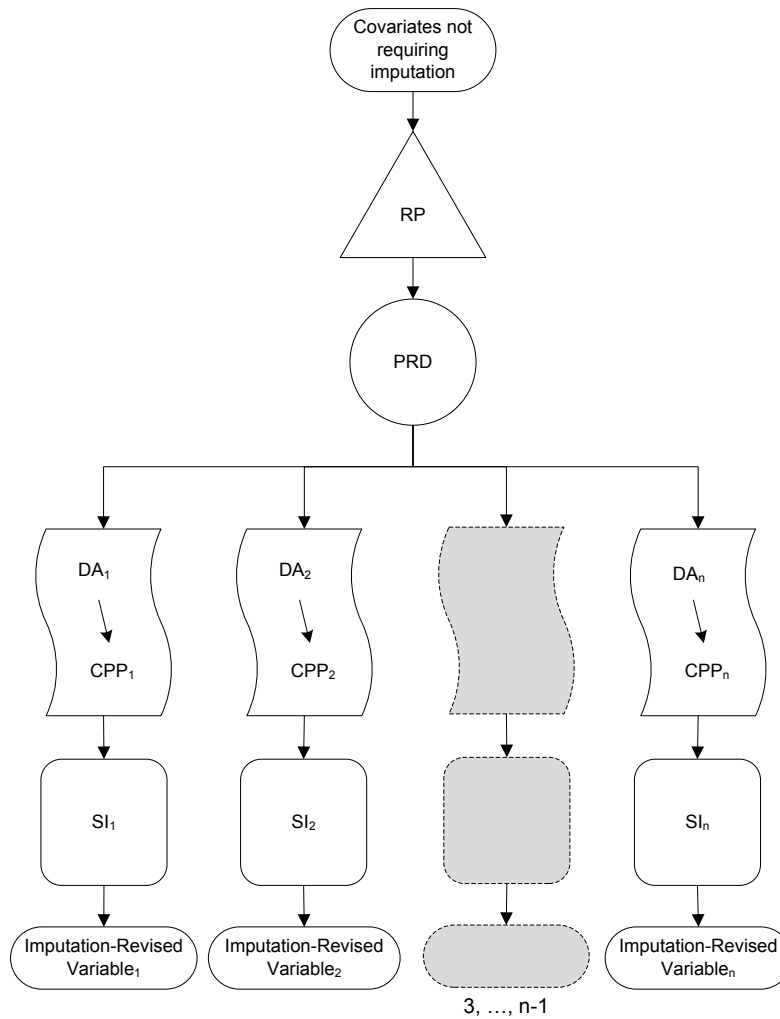 Covariates not
requiring
imputation
RP
PRD
DA₁
CPP₁
DA₂
CPP₂
DAₙ
CPPₙ
SI₁
SI₂
SIₙ
Imputation-Revised
Variable₁
Imputation-Revised
Variable₂
Imputation-Revised
Variableₙ
3, …, n-1